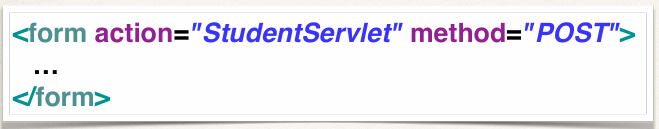 <form action="StudentServlet" method="POST">
...
</form>